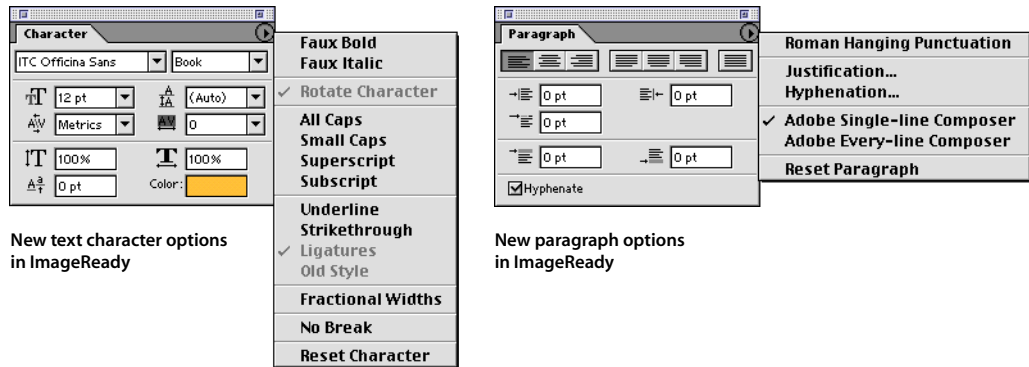 Character
ITC Officina Sans
Book
12 pt
(Auto)
Metrics
0
100%
100%
0 pt
Color:
Faux Bold
Faux Italic
✓ Rotate Character
All Caps
Small Caps
Superscript
Subscript
Underline
Strikethrough
✓ Ligatures
Old Style
Fractional Widths
No Break
Reset Character
New text character options
in ImageReady
Paragraph
0 pt
0 pt
0 pt
0 pt
0 pt
Hyphenate
Roman Hanging Punctuation
Justification...
Hyphenation...
✓ Adobe Single-line Composer
Adobe Every-line Composer
Reset Paragraph
New paragraph options
in ImageReady